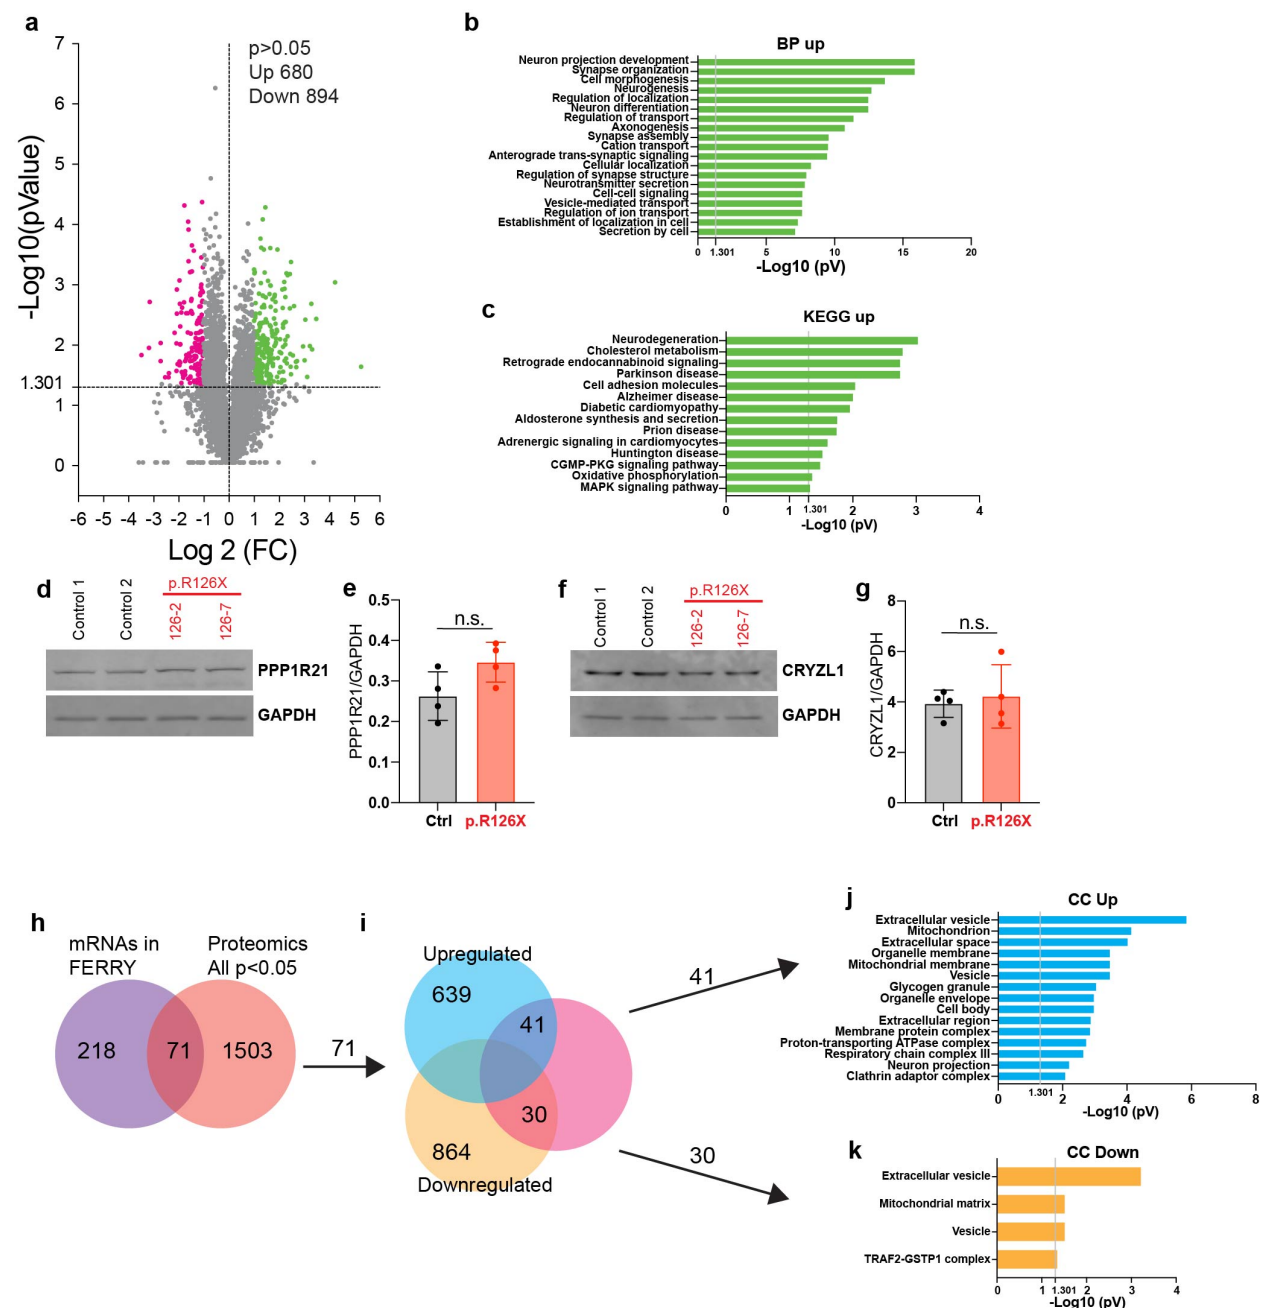 a
p>0.05
Up 680
Down 894
-Log10(pValue)
7
6
5
4
3
2
1.301
1
0
-6 -5 -4 -3 -2 -1 0 1 2 3 4 5 6
Log 2 (FC)
b
BP up
Neuron projection development
Synapse organization
Cell morphogenesis
Neurogenesis
Regulation of localization
Neuron differentiation
Regulation of transport
Axonogenesis
Synapse assembly
Cation transport
Anterograde trans-synaptic signaling
Cellular localization
Regulation of synapse structure
Neurotransmitter secretion
Cell-cell signaling
Vesicle-mediated transport
Regulation of ion transport
Establishment of localization in cell
Secretion by cell
0 1.301 5 10 15 20
-Log10 (pV)
c
KEGG up
Neurodegeneration
Cholesterol metabolism
Retrograde endocannabinoid signaling
Parkinson disease
Cell adhesion molecules
Alzheimer disease
Diabetic cardiomyopathy
Aldosterone synthesis and secretion
Prion disease
Adrenergic signaling in cardiomyocytes
Huntington disease
CGMP-PKG signaling pathway
Oxidative phosphorylation
MAPK signaling pathway
0 1 1.301 2 3 4
-Log10 (pV)
d
Control 1
Control 2
p.R126X
126-2
126-7
PPP1R21
GAPDH
e
PPP1R21/GAPDH
0.5
0.4
0.3
0.2
0.1
0.0
n.s.
Ctrl p.R126X
f
Control 1
Control 2
p.R126X
126-2
126-7
CRYZL1
GAPDH
g
CRYZL1/GAPDH
8
6
4
2
0
n.s.
Ctrl p.R126X
h
mRNAs in
FERRY
Proteomics
All p<0.05
218 71 1503
71
i
Upregulated
639
41
30
864
Downregulated
41
30
j
CC Up
Extracellular vesicle
Mitochondrion
Extracellular space
Organelle membrane
Mitochondrial membrane
Vesicle
Glycogen granule
Organelle envelope
Cell body
Extracellular region
Membrane protein complex
Proton-transporting ATPase complex
Respiratory chain complex III
Neuron projection
Clathrin adaptor complex
0 1.301 2 4 6 8
-Log10 (pV)
k
CC Down
Extracellular vesicle
Mitochondrial matrix
Vesicle
TRAF2-GSTP1 complex
0 1 1.301 2 3 4
-Log10 (pV)